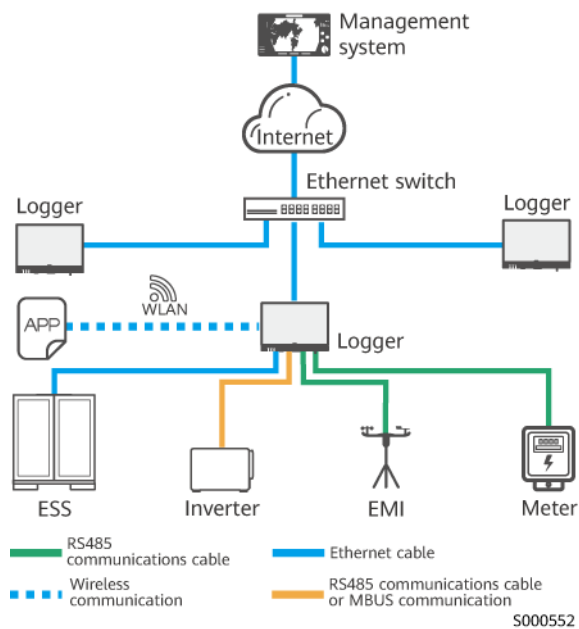 Management
system
Internet
Ethernet switch
Logger
Logger
WLAN
APP
Logger
ESS
Inverter
EMI
Meter
RS485
communications cable
Ethernet cable
Wireless
communication
RS485 communications cable
or MBUS communication
S000552